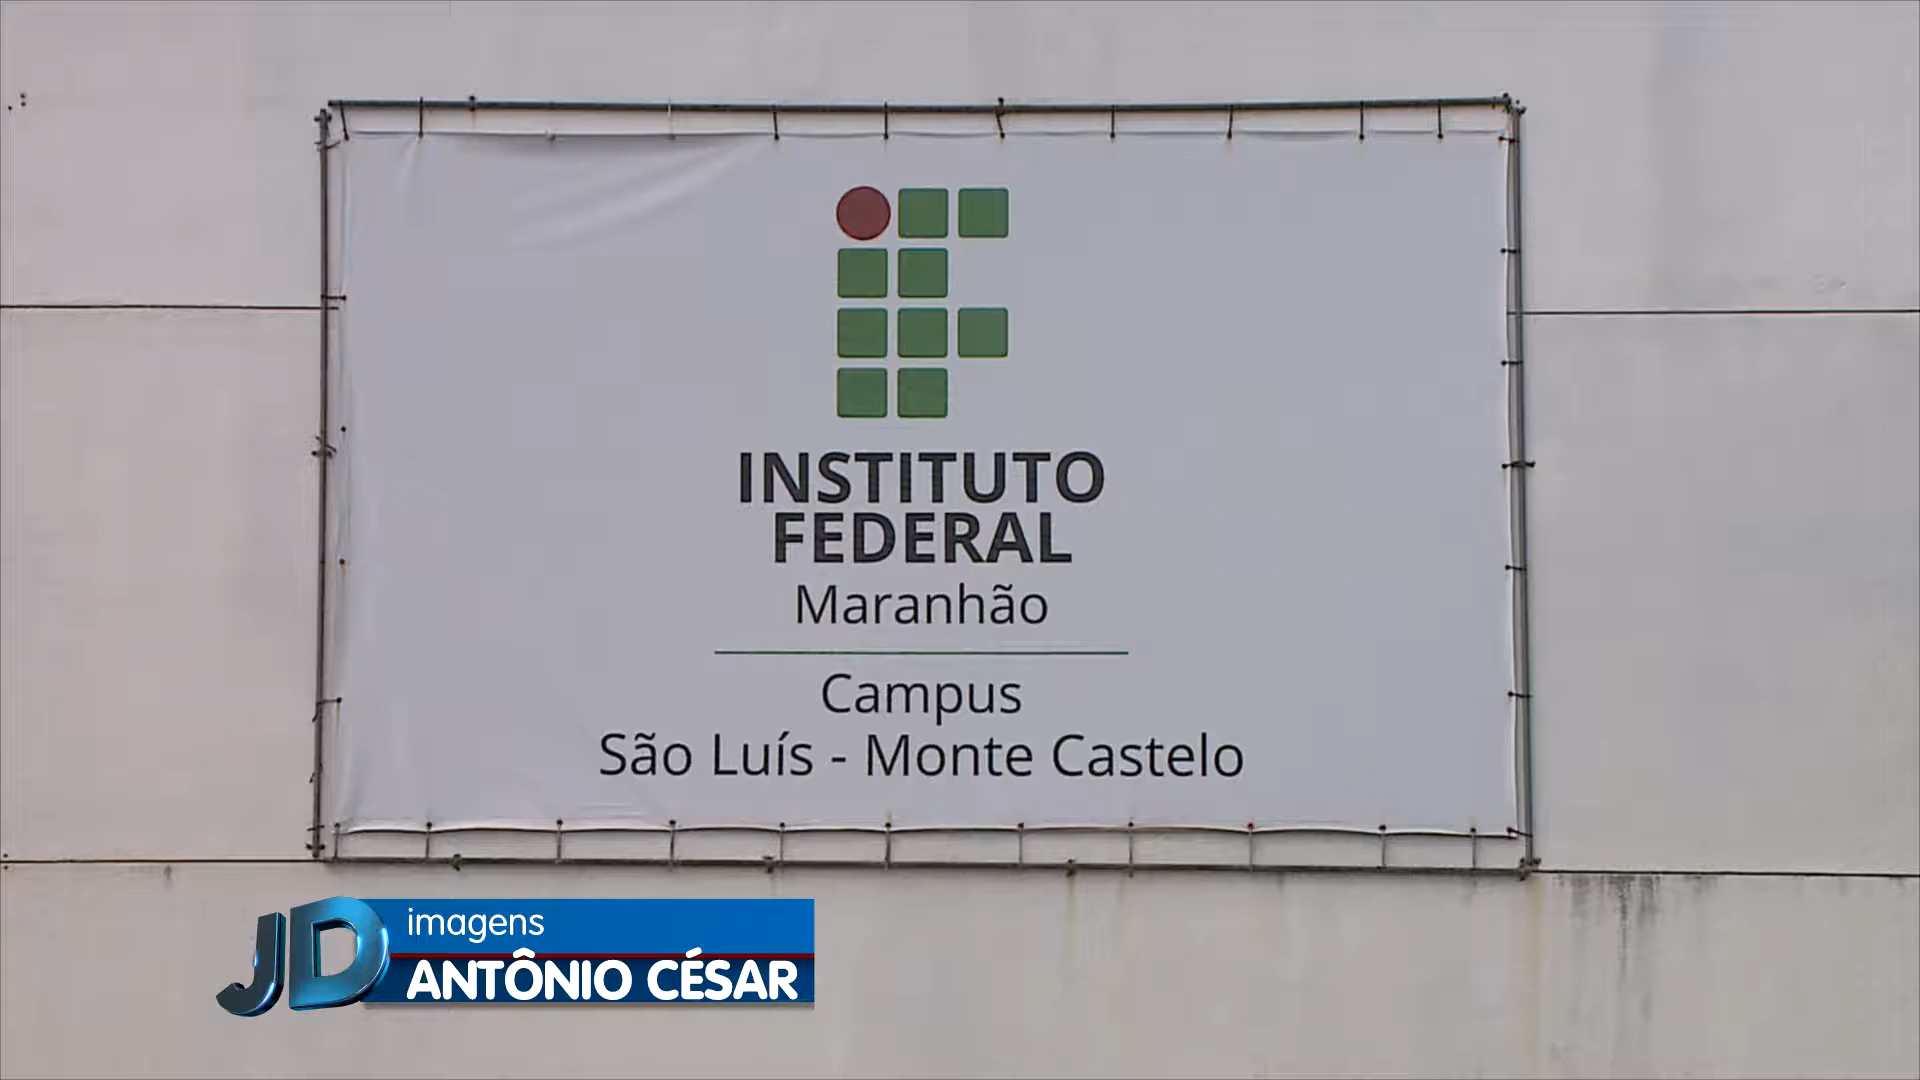 INSTITUTO
FEDERAL
Maranhão
Campus
São Luís - Monte Castelo
JD
imagens
ANTÔNIO CÉSAR